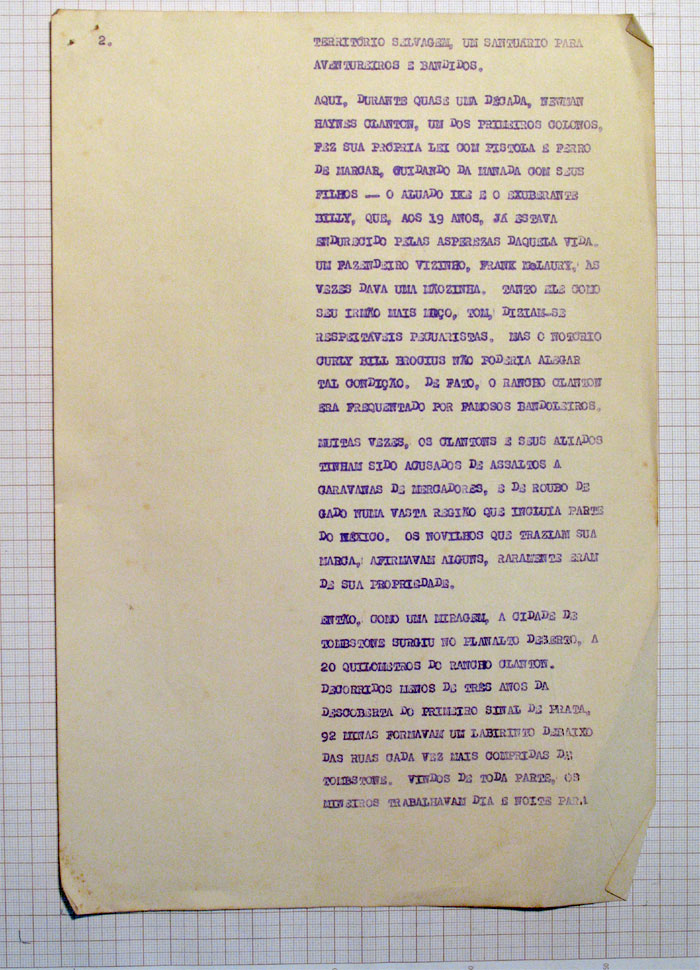 2.
TERRITÓRIO SELVAGEM, UM SANTUÁRIO PARA
AVENTUREIROS E BANDIDOS.
AQUI, DURANTE QUASE UMA DÉCADA, NEWMAN
HAYNES CLANTON, UM DOS PRIMEIROS COLONOS,
FEZ SUA PRÓPRIA LEI COM PISTOLA E FERRO
DE MARCAR, CUIDANDO DA MANADA COM SEUS
FILHOS — O ALUADO IKE E O EXUBERANTE
BILLY, QUE, AOS 19 ANOS, JÁ ESTAVA
ENDURECIDO PELAS ASPEREZAS DAQUELA VIDA.
UM FAZENDEIRO VIZINHO, FRANK McLAURY, AS
VEZES DAVA UMA MÃOZINHA. TANTO ELE COMO
SEU IRMÃO MAIS MOÇO, TOM, DIZIAM-SE
RESPEITÁVEIS PECUARISTAS. MAS O NOTÓRIO
CURLY BILL BROCIUS NÃO PODERIA ALEGAR
TAL CONDIÇÃO. DE FATO, O RANCHO CLANTON
ERA FREQUENTADO POR FAMOSOS BANDOLEIROS.
MUITAS VEZES, OS CLANTONS E SEUS ALIADOS
TINHAM SIDO ACUSADOS DE ASSALTOS A
CARAVANAS DE MERCADORES, E DE ROUBO DE
GADO NUMA VASTA REGIÃO QUE INCLUÍA PARTE
DO MÉXICO. OS NOVILHOS QUE TRAZIAM SUA
MARCA, AFIRMAVAM ALGUNS, RARAMENTE ERAM
DE SUA PROPRIEDADE.
ENTÃO, COMO UMA MIRAGEM, A CIDADE DE
TOMBSTONE SURGIU NO PLANALTO DESERTO, A
20 QUILOMETROS DO RANCHO CLANTON.
DECORRIDOS MENOS DE TRÊS ANOS DA
DESCOBERTA DO PRIMEIRO SINAL DE PRATA,
92 MINAS FORMAVAM UM LABIRINTO DEBAIXO
DAS RUAS CADA VEZ MAIS COMPRIDAS DE
TOMBSTONE. VINDOS DE TODA PARTE, OS
MINEIROS TRABALHAVAM DIA E NOITE PARA